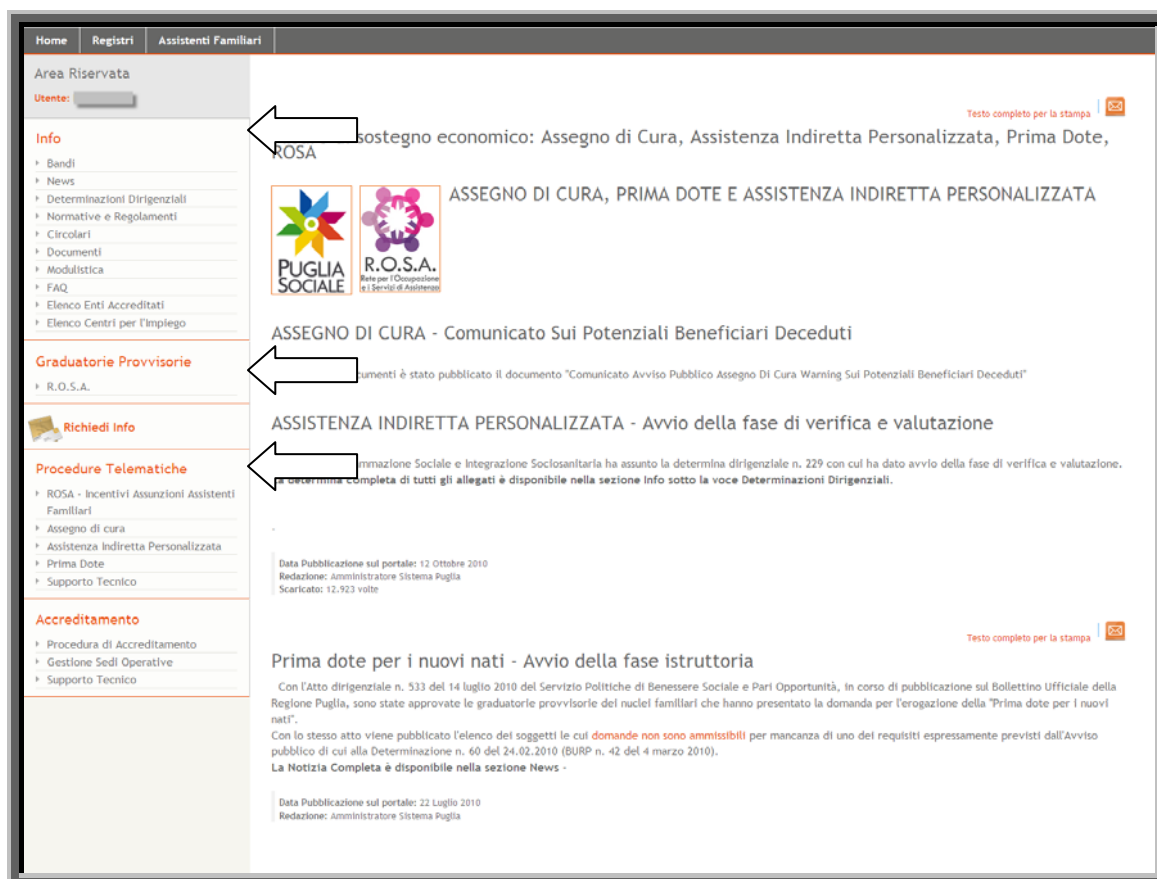 Home Registri Assistenti Familiari
Area Riservata
Utente:
Info
Bandi
News
Determinazioni Dirigenziali
Normative e Regolamenti
Circolari
Documenti
Modulistica
FAQ
Elenco Enti Accreditati
Elenco Centri per l'Impiego
Graduatorie Provvisorie
R.O.S.A.
Richiedi Info
Procedure Telematiche
ROSA - Incentivi Assunzioni Assistenti
Familiari
Assegno di cura
Assistenza Indiretta Personalizzata
Prima Dote
Supporto Tecnico
Accreditamento
Procedura di Accreditamento
Gestione Sedi Operative
Supporto Tecnico
Testo completo per la stampa
sostegno economico: Assegno di Cura, Assistenza Indiretta Personalizzata, Prima Dote,
ROSA
PUGLIA
SOCIALE
R.O.S.A.
Rete per l'Occupazione
e i Servizi di Assistenza
ASSEGNO DI CURA, PRIMA DOTE E ASSISTENZA INDIRETTA PERSONALIZZATA
ASSEGNO DI CURA - Comunicato Sui Potenziali Beneficiari Deceduti
è stato pubblicato il documento "Comunicato Avviso Pubblico Assegno Di Cura Warning Sui Potenziali Beneficiari Deceduti"
ASSISTENZA INDIRETTA PERSONALIZZATA - Avvio della fase di verifica e valutazione
Sociale e Integrazione Sociosanitaria ha assunto la determina dirigenziale n. 229 con cui ha dato avvio della fase di verifica e valutazione.
determina completa di tutti gli allegati è disponibile nella sezione Info sotto la voce Determinazioni Dirigenziali.
.
Data Pubblicazione sul portale: 12 Ottobre 2010
Redazione: Amministratore Sistema Puglia
Scaricato: 12.923 volte
Testo completo per la stampa
Prima dote per i nuovi nati - Avvio della fase istruttoria
Con l'Atto dirigenziale n. 533 del 14 luglio 2010 del Servizio Politiche di Benessere Sociale e Pari Opportunità, in corso di pubblicazione sul Bollettino Ufficiale della
Regione Puglia, sono state approvate le graduatorie provvisorie dei nuclei familiari che hanno presentato la domanda per l'erogazione della "Prima dote per i nuovi
nati".
Con lo stesso atto viene pubblicato l'elenco dei soggetti le cui domande non sono ammissibili per mancanza di uno dei requisiti espressamente previsti dall'Avviso
pubblico di cui alla Determinazione n. 60 del 24.02.2010 (BURP n. 42 del 4 marzo 2010).
La Notizia Completa è disponibile nella sezione News -
Data Pubblicazione sul portale: 22 Luglio 2010
Redazione: Amministratore Sistema Puglia